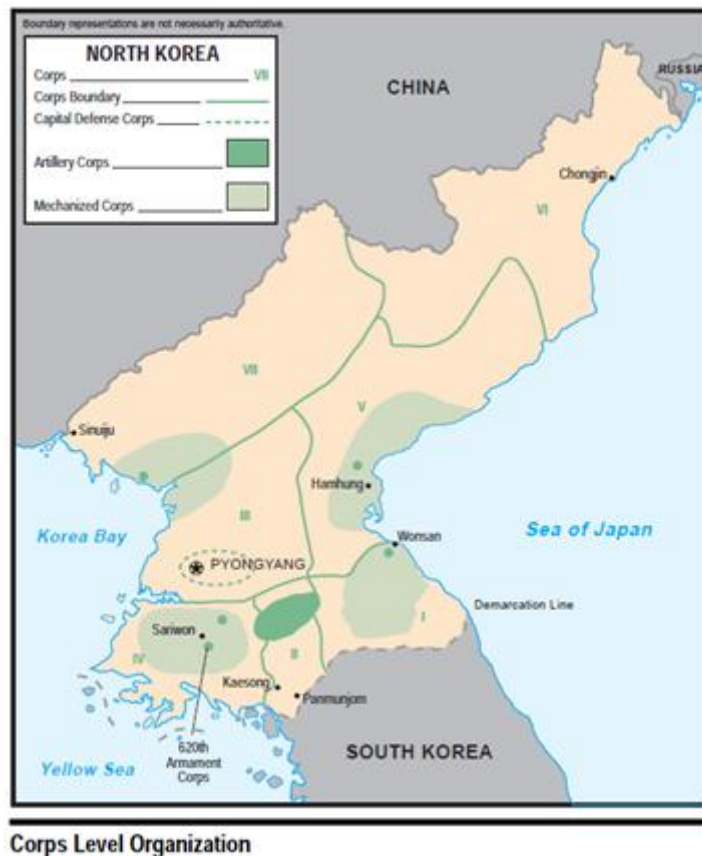 Boundary representations are not necessarily authoritative.
NORTH KOREA
Corps VII
Corps Boundary
Capital Defense Corps
Artillery Corps
Mechanized Corps
CHINA
RUSSIA
Chongjin
VI
VIII
V
Sinuiju
Hamhung
III
Korea Bay
Wonsan
Sea of Japan
PYONGYANG
Demarcation Line
I
Sariwon
II
IV
Kaesong
Panmunjom
620th
Armament
Corps
SOUTH KOREA
Yellow Sea
Corps Level Organization